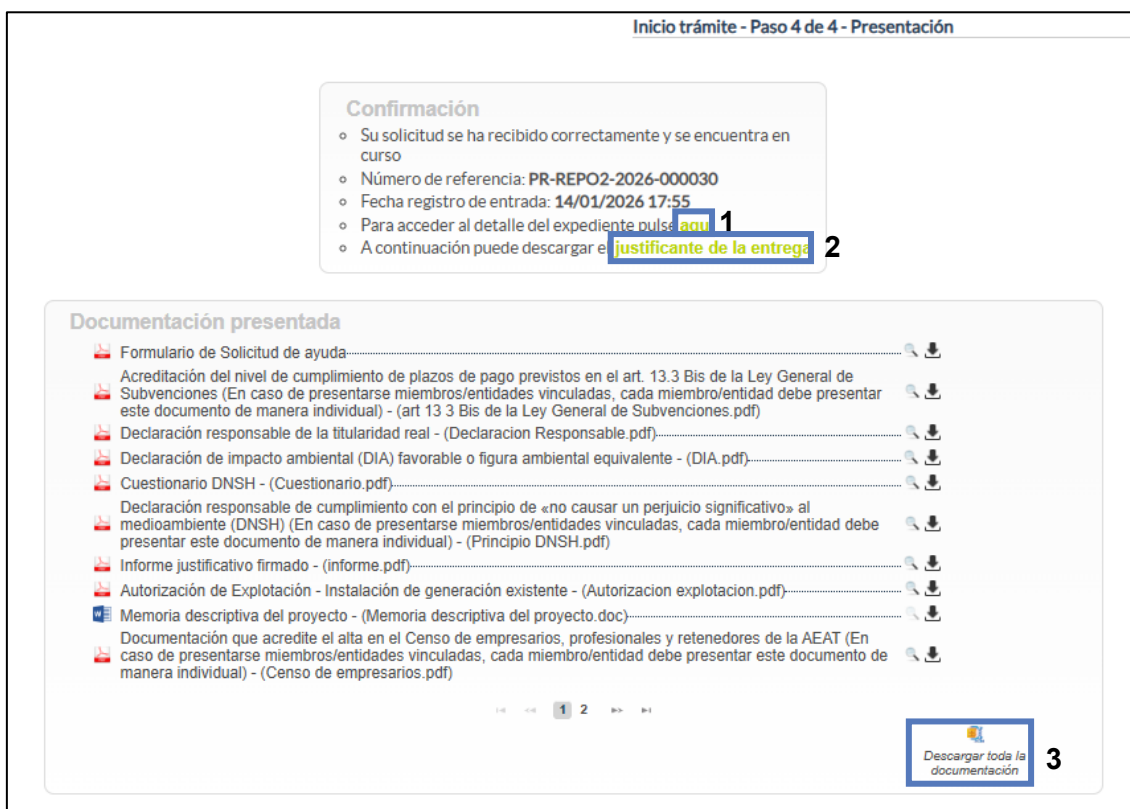 Inicio trámite - Paso 4 de 4 - Presentación
Confirmación
Su solicitud se ha recibido correctamente y se encuentra en
curso
Número de referencia: PR-REPO2-2026-000030
Fecha registro de entrada: 14/01/2026 17:55
Para acceder al detalle del expediente pulse aquí 1
A continuación puede descargar el justificante de la entrega 2
Documentación presentada
Formulario de Solicitud de ayuda
Acreditación del nivel de cumplimiento de plazos de pago previstos en el art. 13.3 Bis de la Ley General de
Subvenciones (En caso de presentarse miembros/entidades vinculadas, cada miembro/entidad debe presentar
este documento de manera individual) - (art 13 3 Bis de la Ley General de Subvenciones.pdf)
Declaración responsable de la titularidad real - (Declaracion Responsable.pdf)
Declaración de impacto ambiental (DIA) favorable o figura ambiental equivalente - (DIA.pdf)
Cuestionario DNSH - (Cuestionario.pdf)
Declaración responsable de cumplimiento con el principio de «no causar un perjuicio significativo» al
medioambiente (DNSH) (En caso de presentarse miembros/entidades vinculadas, cada miembro/entidad debe
presentar este documento de manera individual) - (Principio DNSH.pdf)
Informe justificativo firmado - (informe.pdf)
Autorización de Explotación - Instalación de generación existente - (Autorizacion explotacion.pdf)
Memoria descriptiva del proyecto - (Memoria descriptiva del proyecto.doc)
Documentación que acredite el alta en el Censo de empresarios, profesionales y retenedores de la AEAT (En
caso de presentarse miembros/entidades vinculadas, cada miembro/entidad debe presentar este documento de
manera individual) - (Censo de empresarios.pdf)
1 2
Descargar toda la
documentación
3